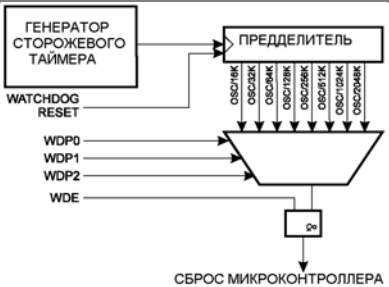 ГЕНЕРАТОР
СТОРОЖЕВОГО
ТАЙМЕРА
ПРЕДДЕЛИТЕЛЬ
WATCHDOG
RESET
OSC/16K
OSC/32K
OSC/64K
OSC/128K
OSC/256K
OSC/512K
OSC/1024K
OSC/2048K
WDP0
WDP1
WDP2
WDE
&
СБРОС МИКРОКОНТРОЛЛЕРА